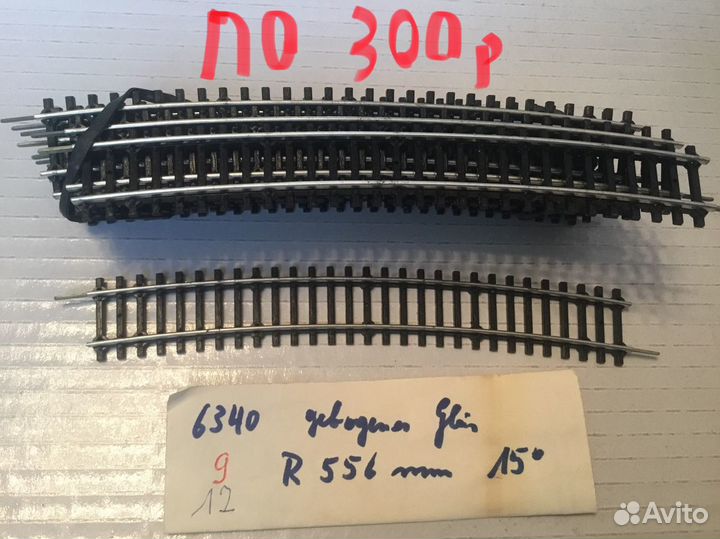 по 300р
6340 gebogenes Gleis
9 R 556 mm 15°
12
Avito